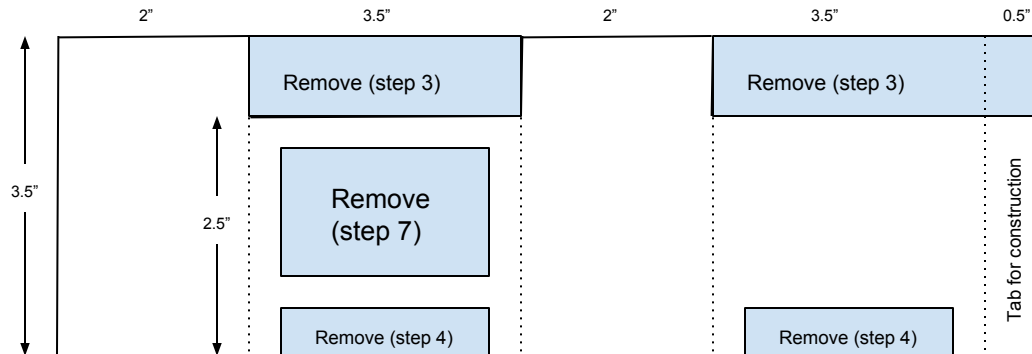 2”
3.5”
2”
3.5”
0.5”
Remove (step 3)
Remove (step 3)
3.5”
2.5”
Remove
(step 7)
Tab for construction
Remove (step 4)
Remove (step 4)